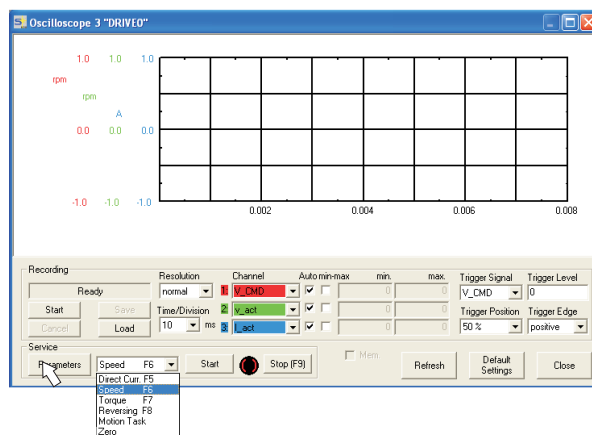 Oscilloscope 3 "DRIVE0"
1.0 1.0 1.0
rpm
rpm
A
0.0 0.0 0.0
-1.0 -1.0 -1.0
0.002 0.004 0.006 0.008
Recording
Resolution Channel Auto min-max min. max. Trigger Signal Trigger Level
Ready normal 1: V_CMD 0 0 V_CMD 0
Start Save Time/Division 2: v_act 0 0 Trigger Position Trigger Edge
Cancel Load 10 ms 3: I_act 0 0 50 % positive
Service
Parameters Speed F6 Start Stop (F9) Mem. Refresh Default Settings Close
Direct Curr. F5
Speed F6
Torque F7
Reversing F8
Motion Task
Zero